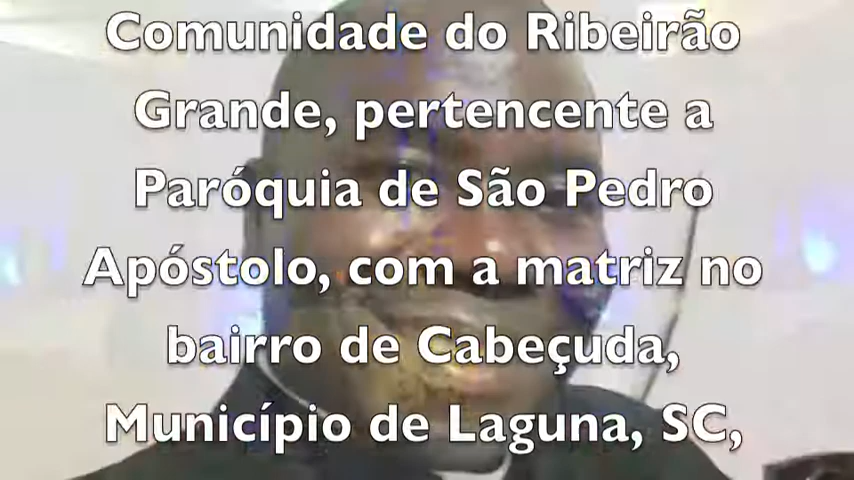 Comunidade do Ribeirão
Grande, pertencente a
Paróquia de São Pedro
Apóstolo, com a matriz no
bairro de Cabeçuda,
Município de Laguna, SC,